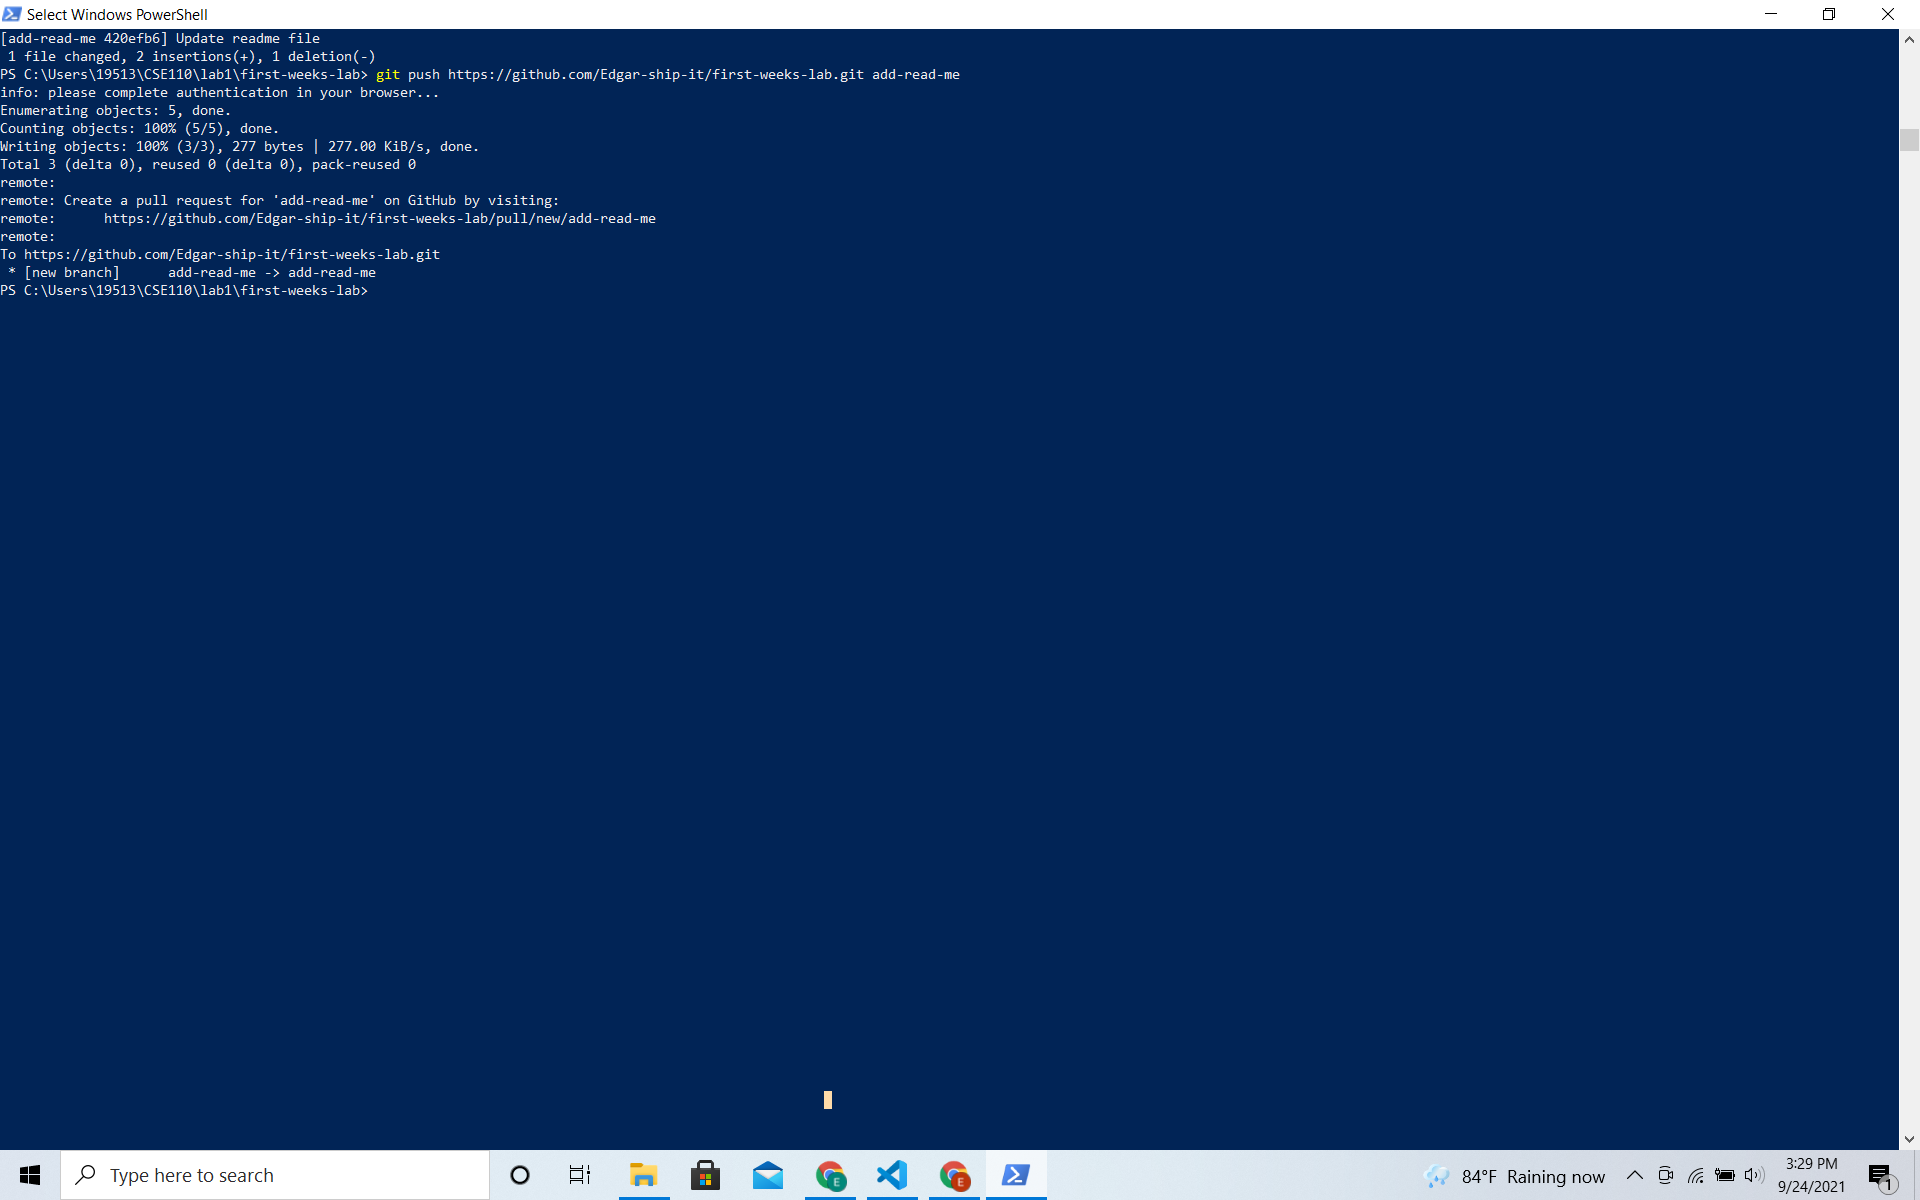 Select Windows PowerShell
[add-read-me 420efb6] Update readme file
 1 file changed, 2 insertions(+), 1 deletion(-)
PS C:\Users\19513\CSE110\lab1\first-weeks-lab> git push https://github.com/Edgar-ship-it/first-weeks-lab.git add-read-me
info: please complete authentication in your browser...
Enumerating objects: 5, done.
Counting objects: 100% (5/5), done.
Writing objects: 100% (3/3), 277 bytes | 277.00 KiB/s, done.
Total 3 (delta 0), reused 0 (delta 0), pack-reused 0
remote:
remote: Create a pull request for 'add-read-me' on GitHub by visiting:
remote:      https://github.com/Edgar-ship-it/first-weeks-lab/pull/new/add-read-me
remote:
To https://github.com/Edgar-ship-it/first-weeks-lab.git
 * [new branch]      add-read-me -> add-read-me
PS C:\Users\19513\CSE110\lab1\first-weeks-lab>
Type here to search
E
E
84°F Raining now
3:29 PM
9/24/2021
1